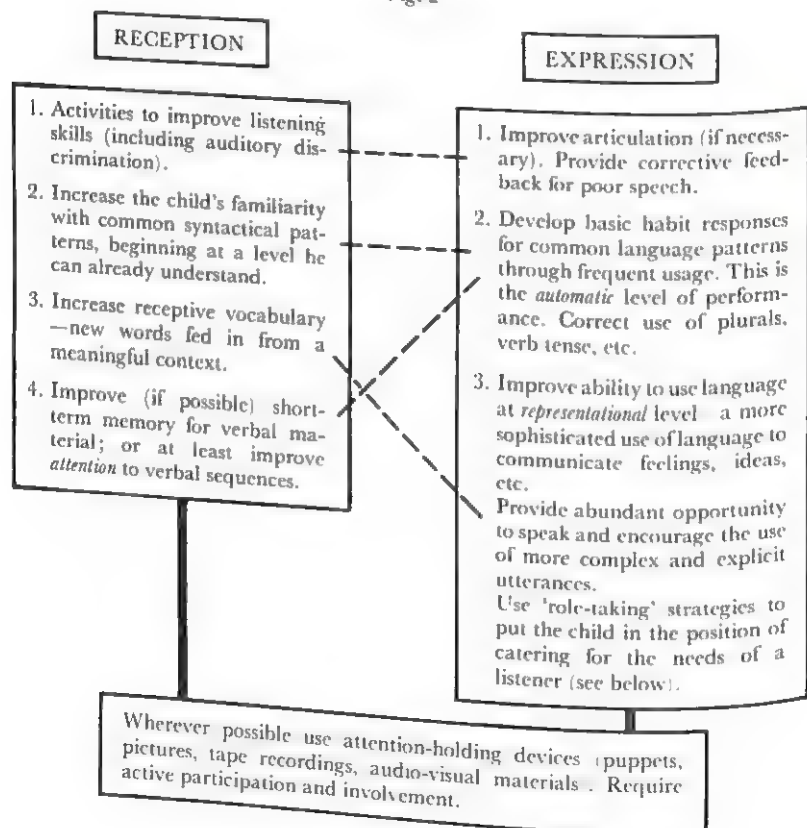 RECEPTION
1. Activities to improve listening
skills (including auditory dis-
crimination).
2. Increase the child's familiarity
with common syntactical pat-
terns, beginning at a level he
can already understand.
3. Increase receptive vocabulary
—new words fed in from a
meaningful context.
4. Improve (if possible) short-
term memory for verbal ma-
terial; or at least improve
attention to verbal sequences.
EXPRESSION
1. Improve articulation (if neces-
sary). Provide corrective feed-
back for poor speech.
2. Develop basic habit responses
for common language patterns
through frequent usage. This is
the automatic level of perform-
ance. Correct use of plurals,
verb tense, etc.
3. Improve ability to use language
at representational level a more
sophisticated use of language to
communicate feelings, ideas,
etc.
Provide abundant opportunity
to speak and encourage the use
of more complex and explicit
utterances.
Use 'role-taking' strategies to
put the child in the position of
catering for the needs of a
listener (see below).
Wherever possible use attention-holding devices (puppets,
pictures, tape recordings, audio-visual materials . Require
active participation and involvement.